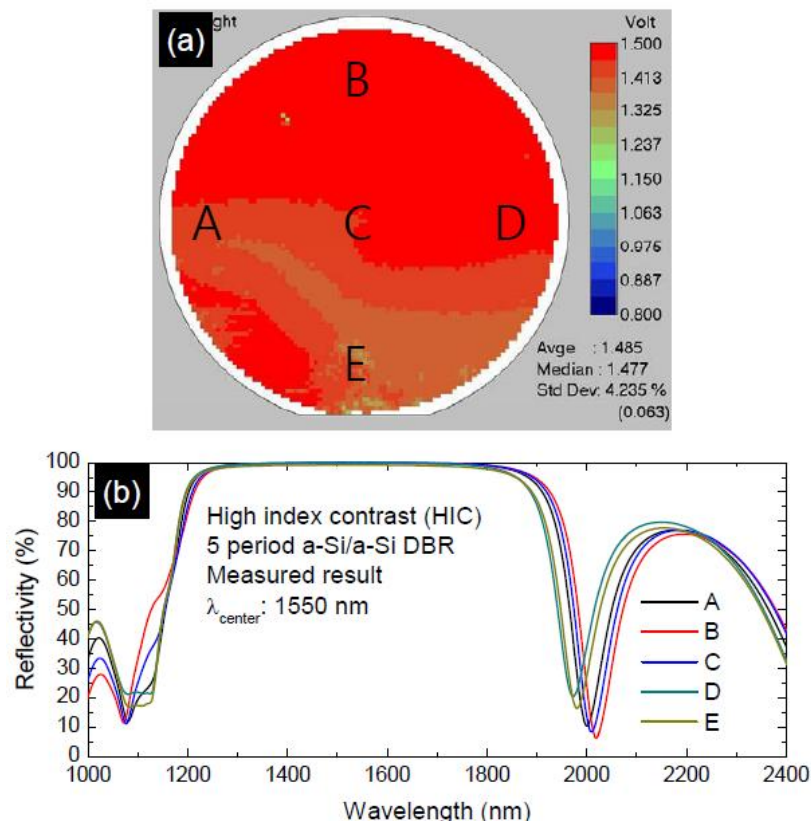 (a)
ght
Volt
B
1.500
1.413
1.325
1.237
1.150
1.063
0.976
0.887
0.800
A
C
D
E
Avge : 1.485
Median : 1.477
Std Dev: 4.235 %
(0.063)
(b)
High index contrast (HIC)
5 period a-Si/a-Si DBR
Measured result
λcenter: 1550 nm
A
B
C
D
E
Reflectivity (%)
100
90
80
70
60
50
40
30
20
10
0
1000 1200 1400 1600 1800 2000 2200 2400
Wavelength (nm)